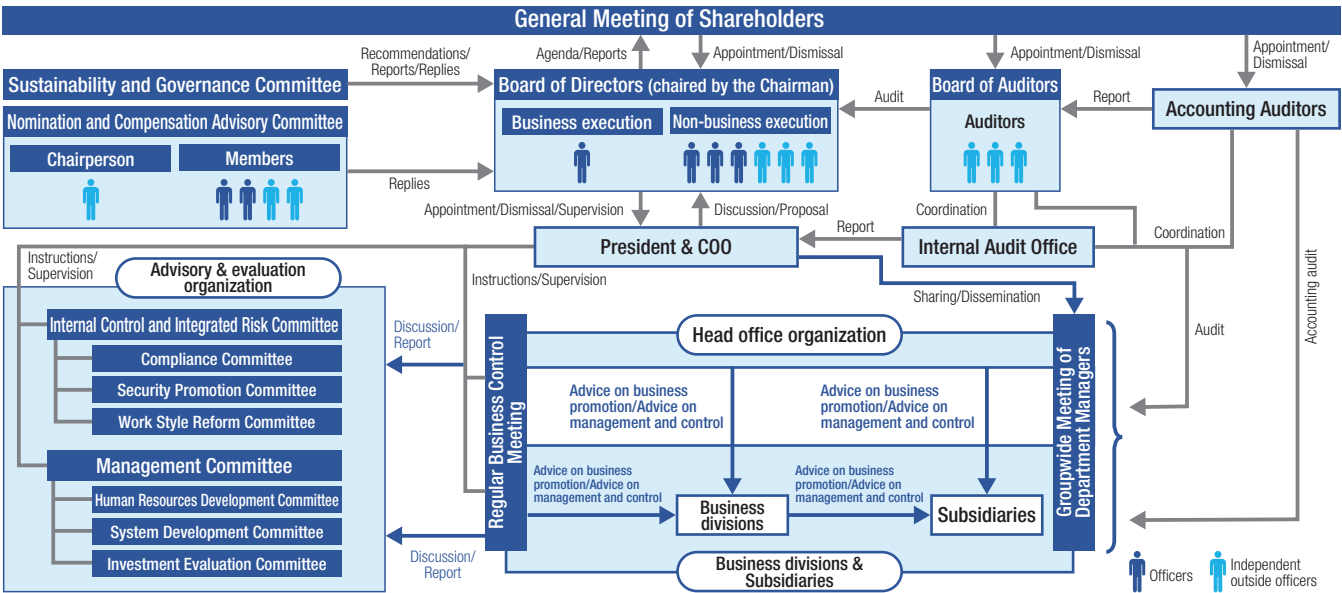 General Meeting of Shareholders
Recommendations/
Reports/Replies
Agenda/Reports
Appointment/Dismissal
Appointment/Dismissal
Appointment/
Dismissal
Sustainability and Governance Committee
Board of Directors (chaired by the Chairman)
Board of Auditors
Audit
Report
Accounting Auditors
Nomination and Compensation Advisory Committee
Business execution
Non-business execution
Auditors
Chairperson
Members
Replies
Appointment/Dismissal/Supervision
Discussion/Proposal
Coordination
Coordination
President & COO
Report
Internal Audit Office
Instructions/
Supervision
Advisory & evaluation
organization
Instructions/Supervision
Sharing/Dissemination
Audit
Accounting audit
Internal Control and Integrated Risk Committee
Compliance Committee
Security Promotion Committee
Work Style Reform Committee
Discussion/
Report
Management Committee
Human Resources Development Committee
System Development Committee
Investment Evaluation Committee
Discussion/
Report
Regular Business Control
Meeting
Head office organization
Advice on business
promotion/Advice on
management and control
Advice on business
promotion/Advice on
management and control
Advice on business
promotion/Advice on
management and control
Business
divisions
Advice on business
promotion/Advice on
management and control
Subsidiaries
Business divisions &
Subsidiaries
Groupwide Meeting of
Department Managers
Officers
Independent
outside officers